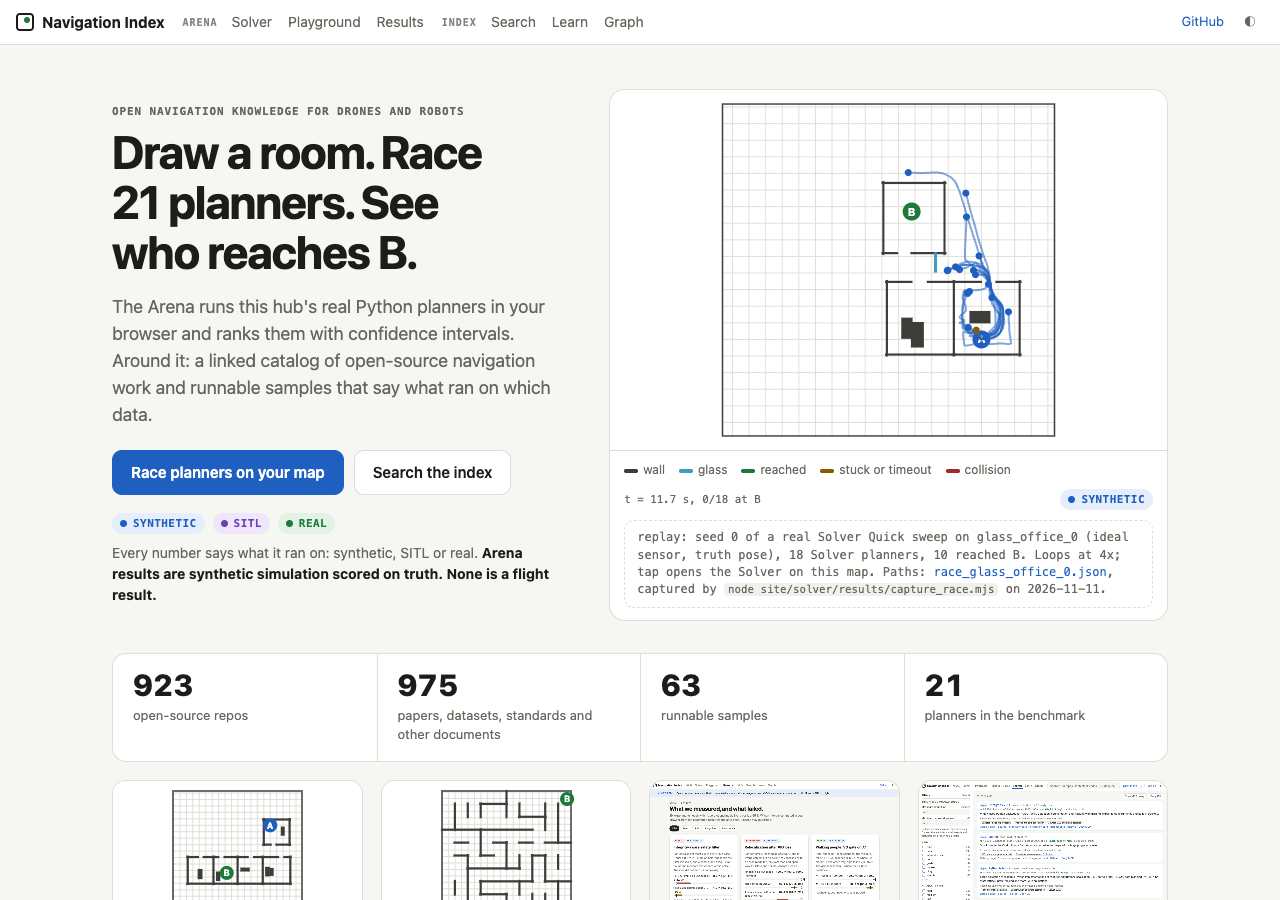 Navigation Index ARENA Solver Playground Results INDEX Search Learn Graph GitHub
OPEN NAVIGATION KNOWLEDGE FOR DRONES AND ROBOTS
Draw a room. Race
21 planners. See
who reaches B.
The Arena runs this hub's real Python planners in your
browser and ranks them with confidence intervals.
Around it: a linked catalog of open-source navigation
work and runnable samples that say what ran on which
data.
Race planners on your map
Search the index
SYNTHETIC SITL REAL
Every number says what it ran on: synthetic, SITL or real. Arena
results are synthetic simulation scored on truth. None is a flight
result.
B
A
wall glass reached stuck or timeout collision
t = 11.7 s, 0/18 at B
SYNTHETIC
replay: seed 0 of a real Solver Quick sweep on glass_office_0 (ideal
sensor, truth pose), 18 Solver planners, 10 reached B. Loops at 4x;
tap opens the Solver on this map. Paths: race_glass_office_0.json,
captured by node site/solver/results/capture_race.mjs on 2026-11-11.
923
open-source repos
975
papers, datasets, standards and
other documents
63
runnable samples
21
planners in the benchmark
A
B
B
What we measured, and what failed.